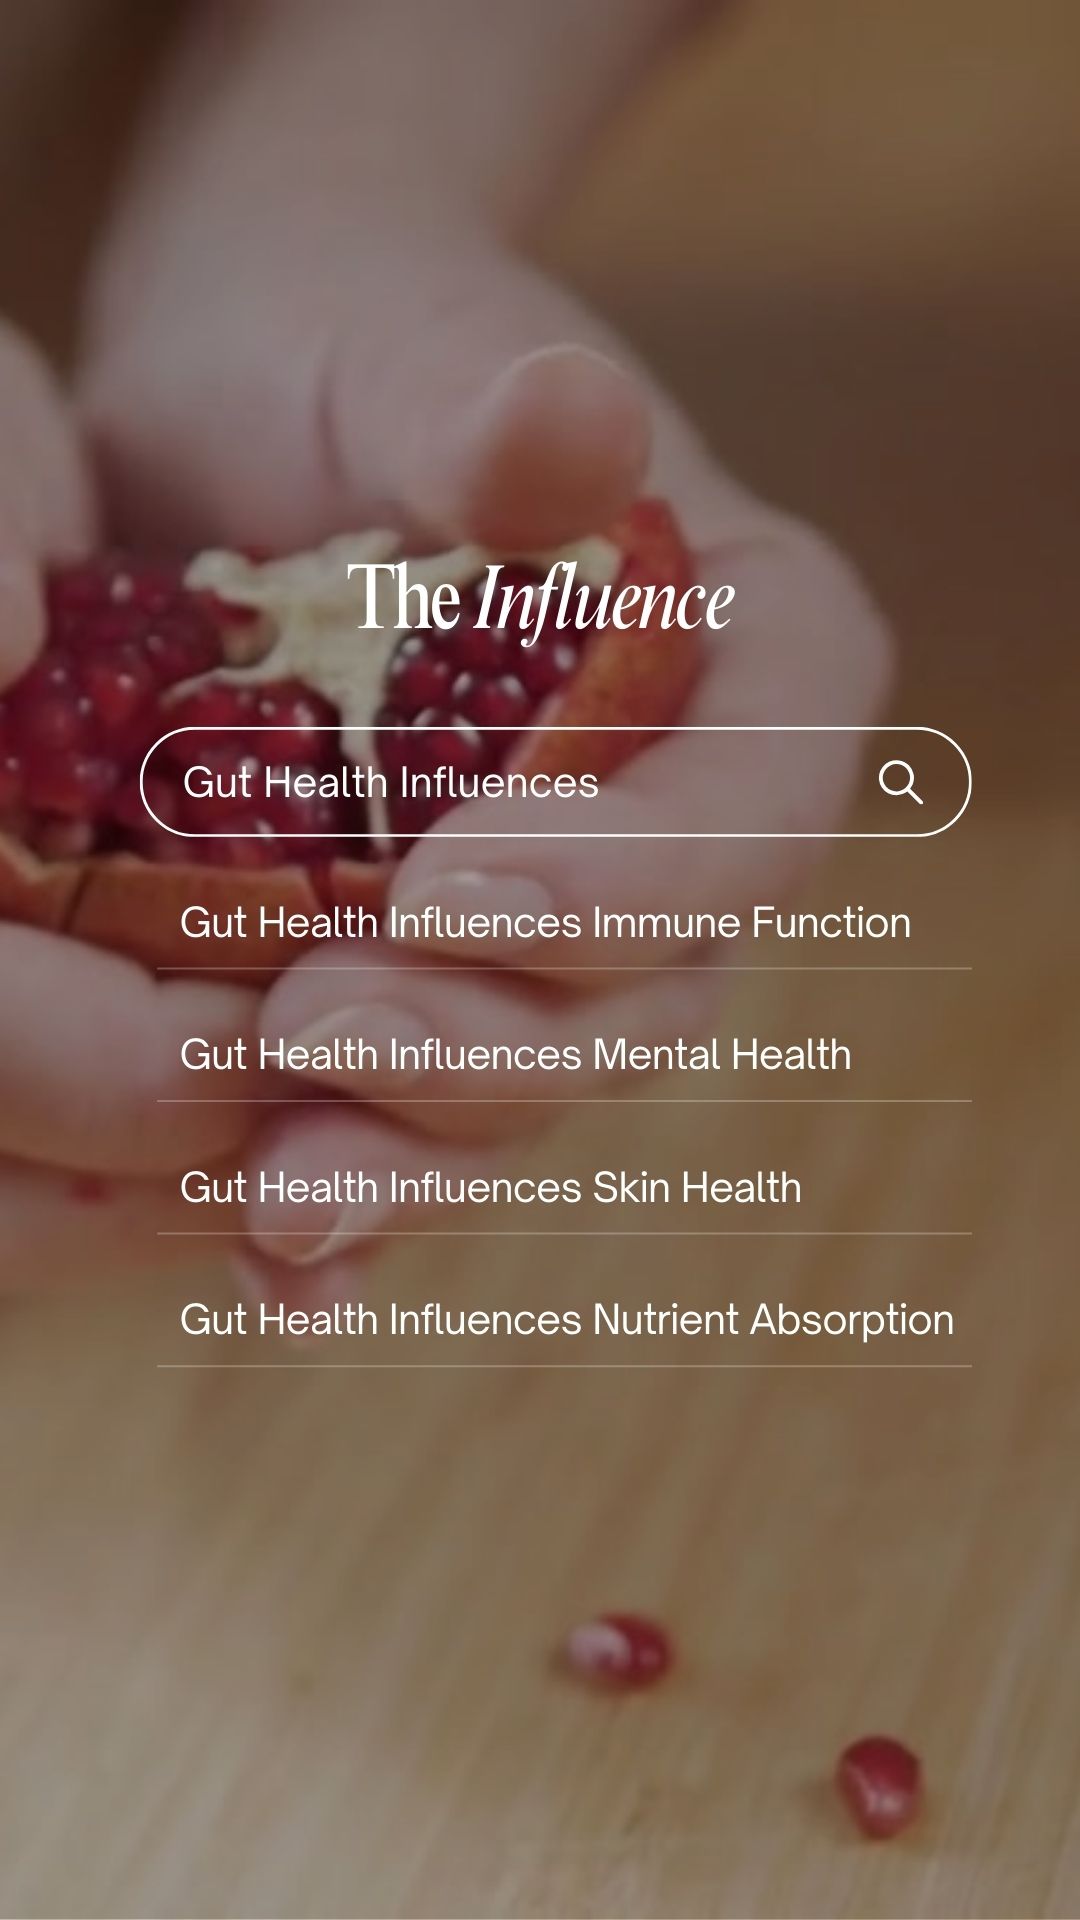 The Influence
Gut Health Influences
Gut Health Influences Immune Function
Gut Health Influences Mental Health
Gut Health Influences Skin Health
Gut Health Influences Nutrient Absorption